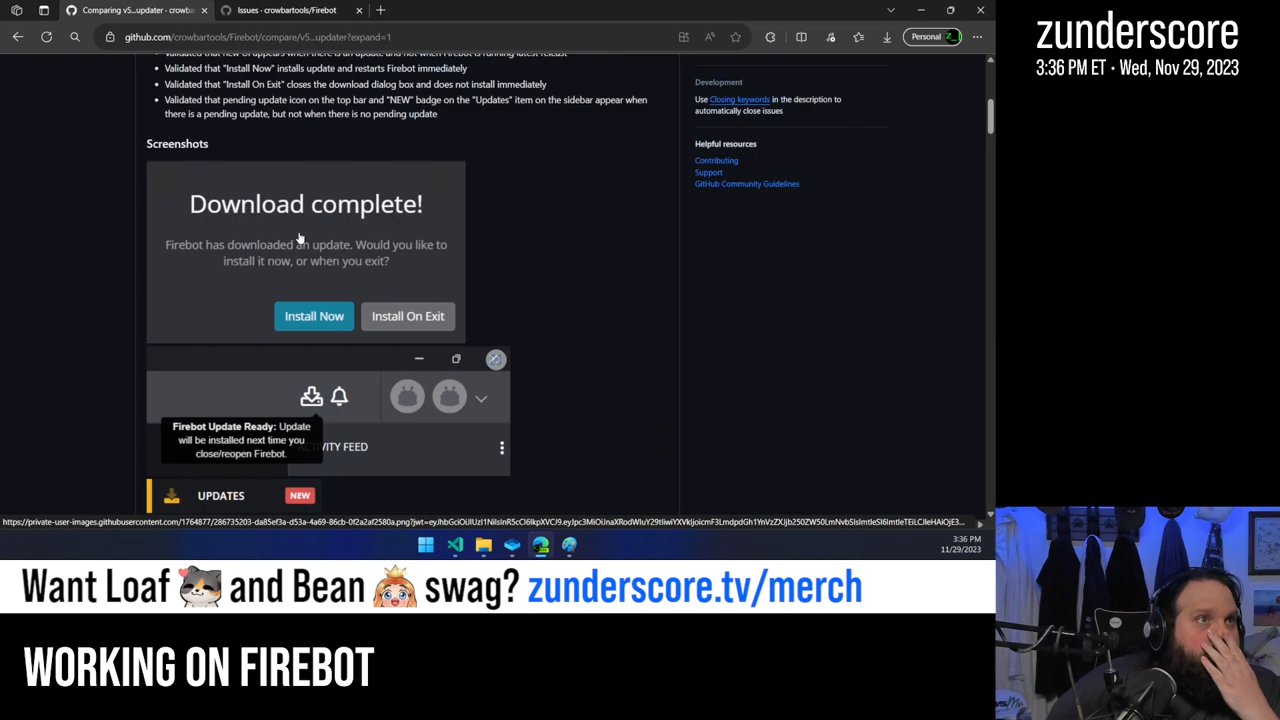 Comparing v5...updater · crowba
Issues · crowbartools/Firebot
github.com/crowbartools/Firebot/compare/v5...updater?expand=1
Personal
Validated that "Install Now" installs update and restarts Firebot immediately
Validated that "Install On Exit" closes the download dialog box and does not install immediately
Validated that pending update icon on the top bar and "NEW" badge on the "Updates" item on the sidebar appear when
there is a pending update, but not when there is no pending update
Screenshots
Download complete!
Firebot has downloaded an update. Would you like to
install it now, or when you exit?
Install Now
Install On Exit
Firebot Update Ready: Update
will be installed next time you
close/reopen Firebot.
ACTIVITY FEED
UPDATES
NEW
Development
Use Closing keywords in the description to
automatically close issues
Helpful resources
Contributing
Support
GitHub Community Guidelines
3:36 PM
11/29/2023
zunderscore
3:36 PM ET • Wed, Nov 29, 2023
Want Loaf and Bean swag? zunderscore.tv/merch
WORKING ON FIREBOT